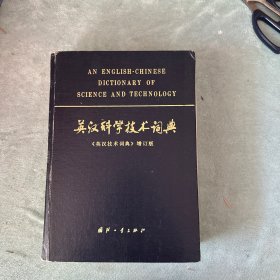 AN ENGLISH-CHINESE
DICTIONARY OF
SCIENCE AND TECHNOLOGY
英汉科学技术词典
《英汉技术词典》增订版
国防工业出版社